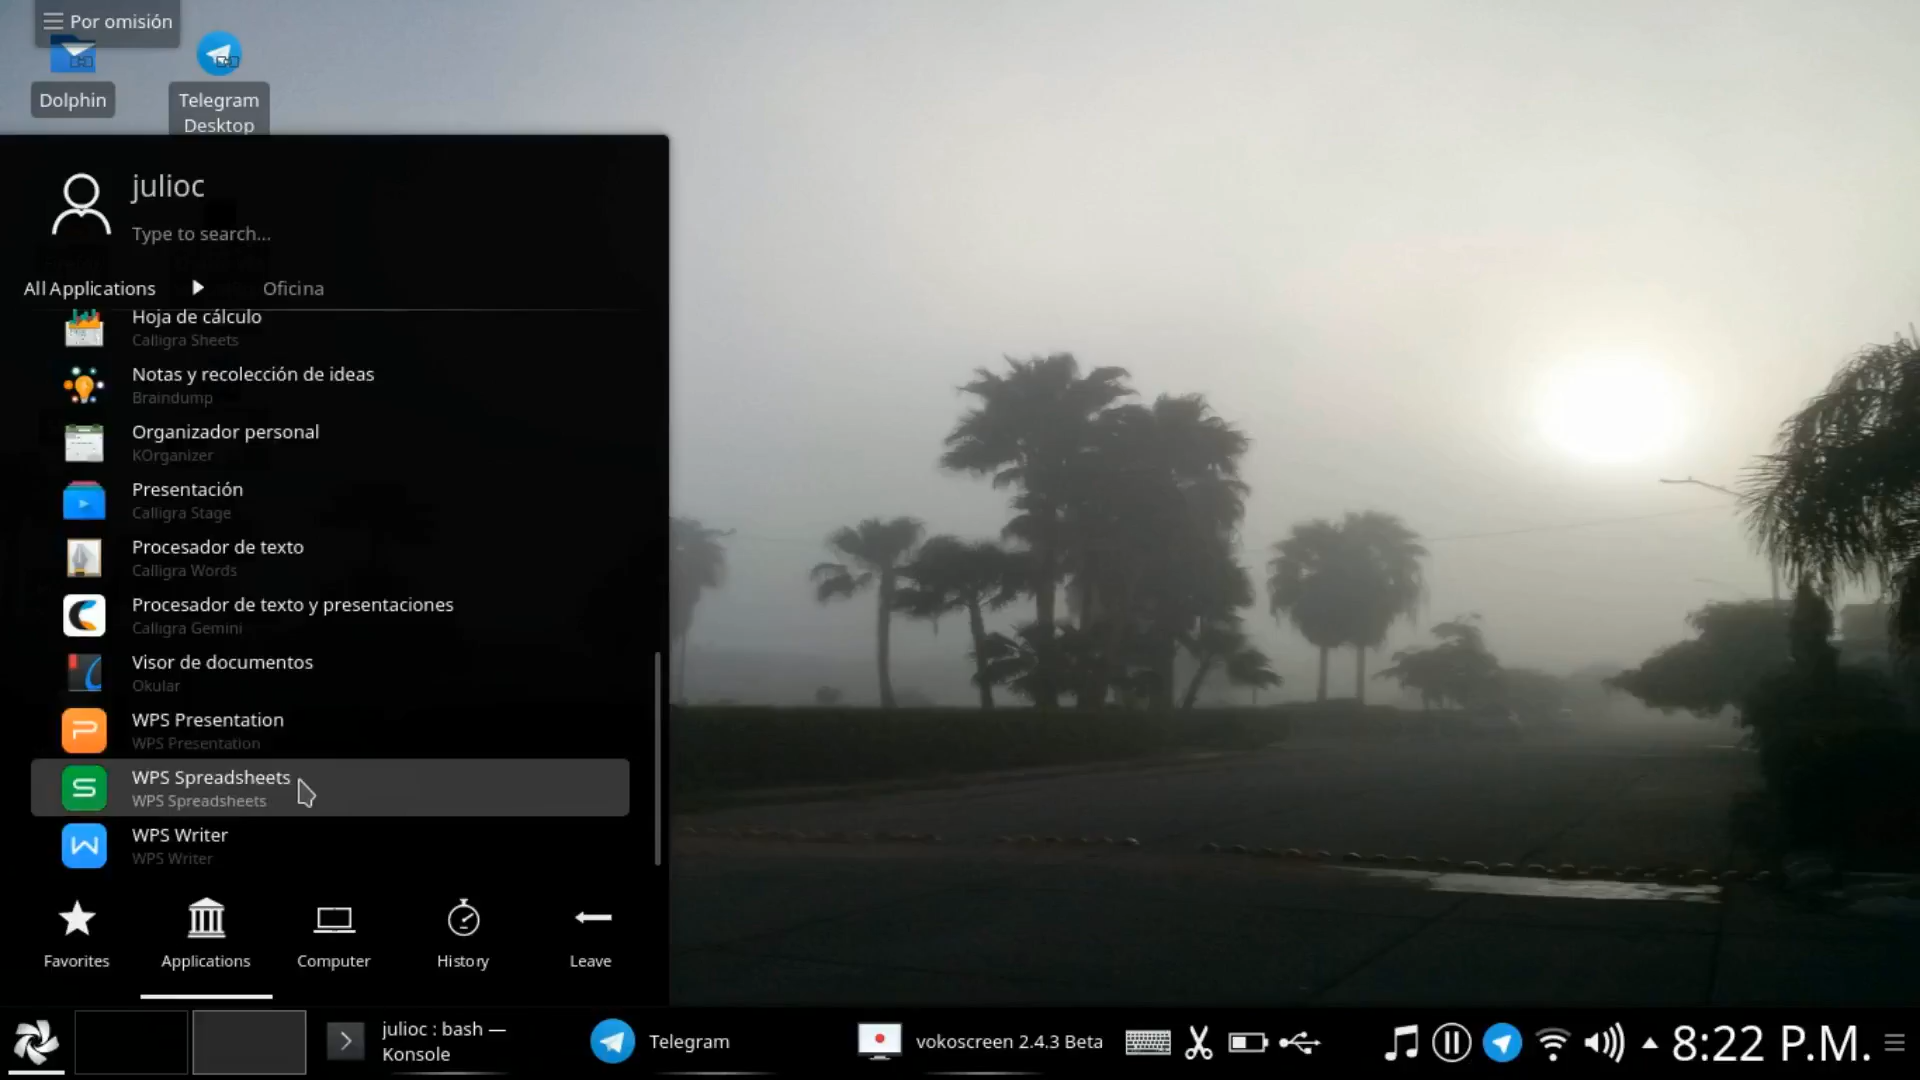 Por omisión
Dolphin
Telegram
Desktop
julioc
Type to search...
All Applications
Oficina
Hoja de cálculo
Calligra Sheets
Notas y recolección de ideas
Braindump
Organizador personal
KOrganizer
Presentación
Calligra Stage
Procesador de texto
Calligra Words
Procesador de texto y presentaciones
Calligra Gemini
Visor de documentos
Okular
WPS Presentation
WPS Presentation
WPS Spreadsheets
WPS Spreadsheets
WPS Writer
WPS Writer
Favorites
Applications
Computer
History
Leave
julioc : bash —
Konsole
Telegram
vokoscreen 2.4.3 Beta
8:22 P.M.